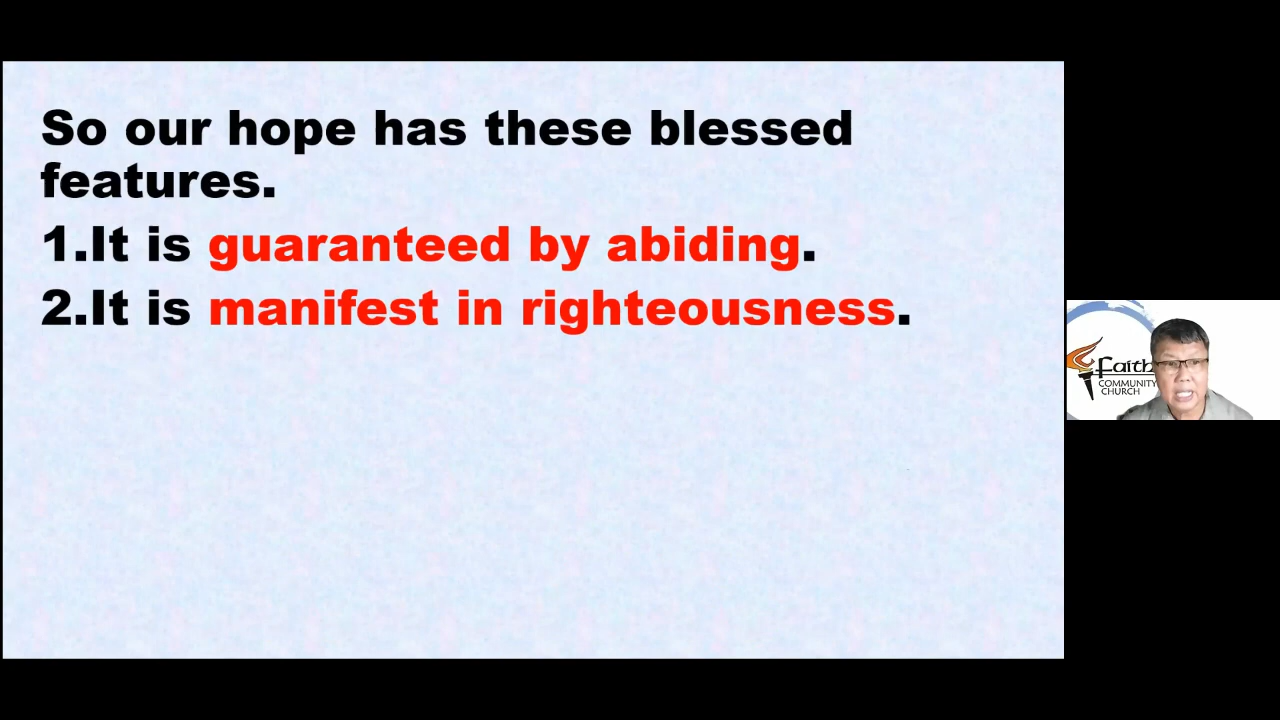 So our hope has these blessed
features.
1.It is guaranteed by abiding.
2.It is manifest in righteousness.
Faith
COMMUNITY
CHURCH